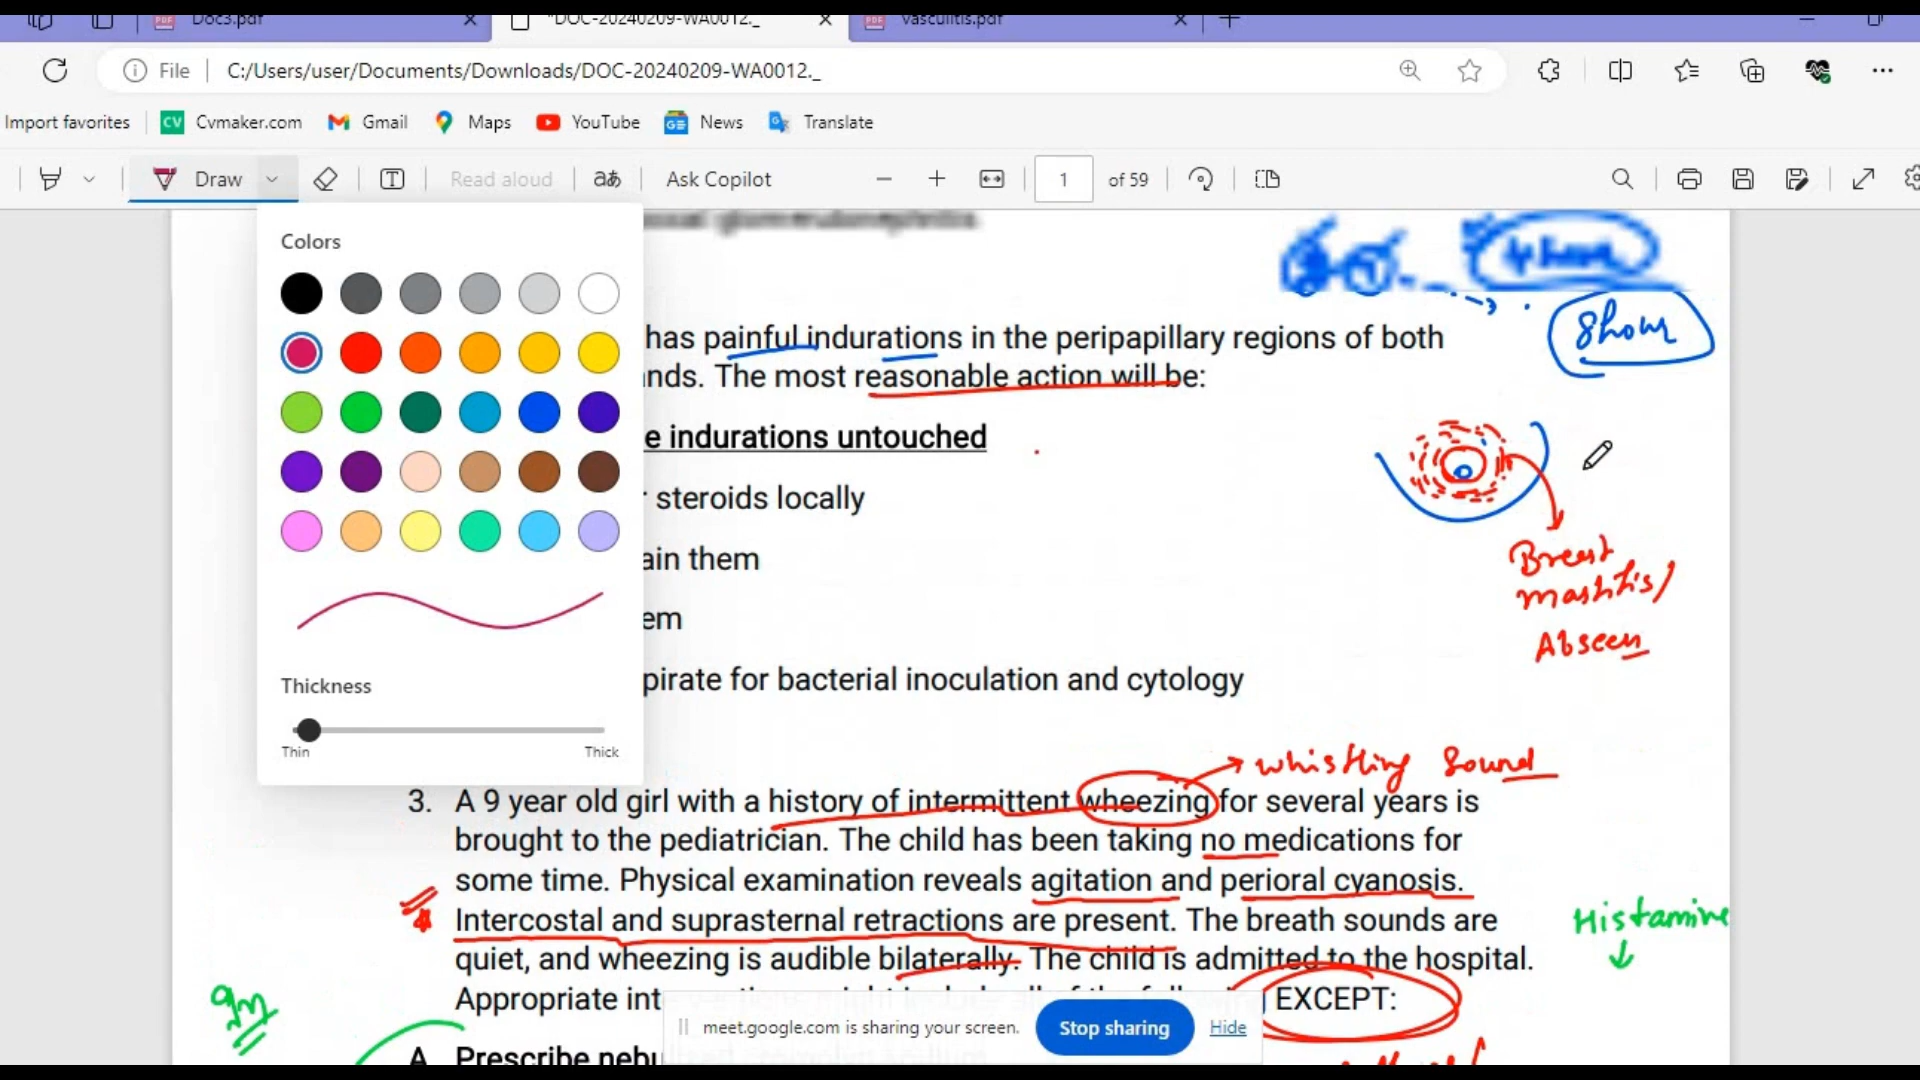 Doc3.pdf
*DOC-20240209-WA0012._
vasculitis.pdf
File
C:/Users/user/Documents/Downloads/DOC-20240209-WA0012._
Import favorites
Cvmaker.com
Gmail
Maps
YouTube
News
Translate
Draw
Read aloud
aあ
Ask Copilot
1
of 59
Colors
4 hour
8 hour
has painful indurations in the peripapillary regions of both
nds. The most reasonable action will be:
e indurations untouched
r steroids locally
ain them
em
pirate for bacterial inoculation and cytology
Thickness
Thin
Thick
Breast
mastitis/
Abscess
whistling Sound
3. A 9 year old girl with a history of intermittent wheezing for several years is
brought to the pediatrician. The child has been taking no medications for
some time. Physical examination reveals agitation and perioral cyanosis.
Intercostal and suprasternal retractions are present. The breath sounds are
quiet, and wheezing is audible bilaterally. The child is admitted to the hospital.
Appropriate int EXCEPT:
Histamine
A. Prescribe nebu
meet.google.com is sharing your screen.
Stop sharing
Hide